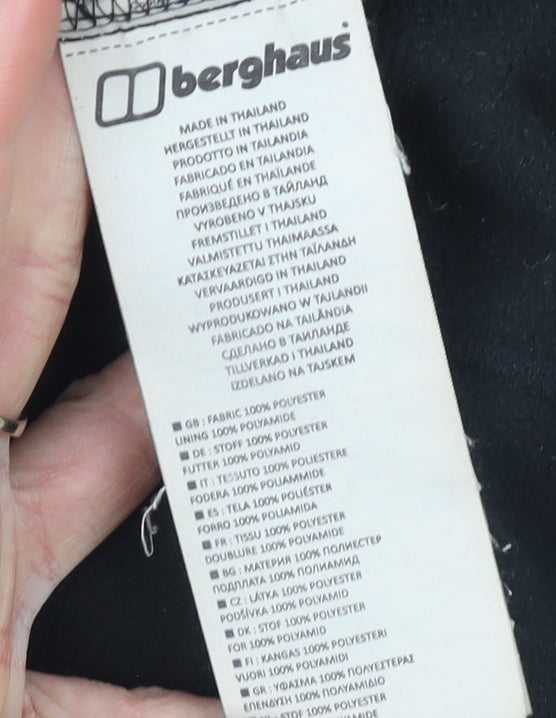 berghaus
MADE IN THAILAND
HERGESTELLT IN THAILAND
PRODOTTO IN TAILANDIA
FABRICADO EN TAILANDIA
FABRIQUÉ EN THAÏLANDE
ПРОИЗВЕДЕНО В ТАЙЛАНД
VYROBENO V THAJSKU
FREMSTILLET I THAILAND
VALMISTETTU THAIMAASSA
ΚΑΤΑΣΚΕΥΑΖΕΤΑΙ ΣΤΗΝ ΤΑΪΛΑΝΔΗ
VERVAARDIGD IN THAILAND
PRODUSERT I THAILAND
WYPRODUKOWANO W TAJLANDII
FABRICADO NA TAILÂNDIA
СДЕЛАНО В ТАИЛАНДЕ
TILLVERKAD I THAILAND
IZDELANO NA TAJSKEM
■ GB : FABRIC 100% POLYESTER
LINING 100% POLYAMIDE
■ DE : STOFF 100% POLYESTER
FUTTER 100% POLYAMID
■ IT : TESSUTO 100% POLIESTERE
FODERA 100% POLIAMMIDE
■ ES : TELA 100% POLIÉSTER
FORRO 100% POLIAMIDA
■ FR : TISSU 100% POLYESTER
DOUBLURE 100% POLYAMIDE
■ BG : МАТЕРИЯ 100% ПОЛИЕСТЕР
ПОДПЛАТА 100% ПОЛИАМИД
■ CZ : LÁTKA 100% POLYESTER
PODŠÍVKA 100% POLYAMID
■ DK : STOF 100% POLYESTER
FOR 100% POLYAMID
■ FI : KANGAS 100% POLYESTERI
VUORI 100% POLYAMIDI
■ GR : ΥΦΑΣΜΑ 100% ΠΟΛΥΕΣΤΕΡΑΣ
ΕΠΕΝΔΥΣΗ 100% ΠΟΛΥΑΜΙΔΙΟ
STOF 100% POLYESTER